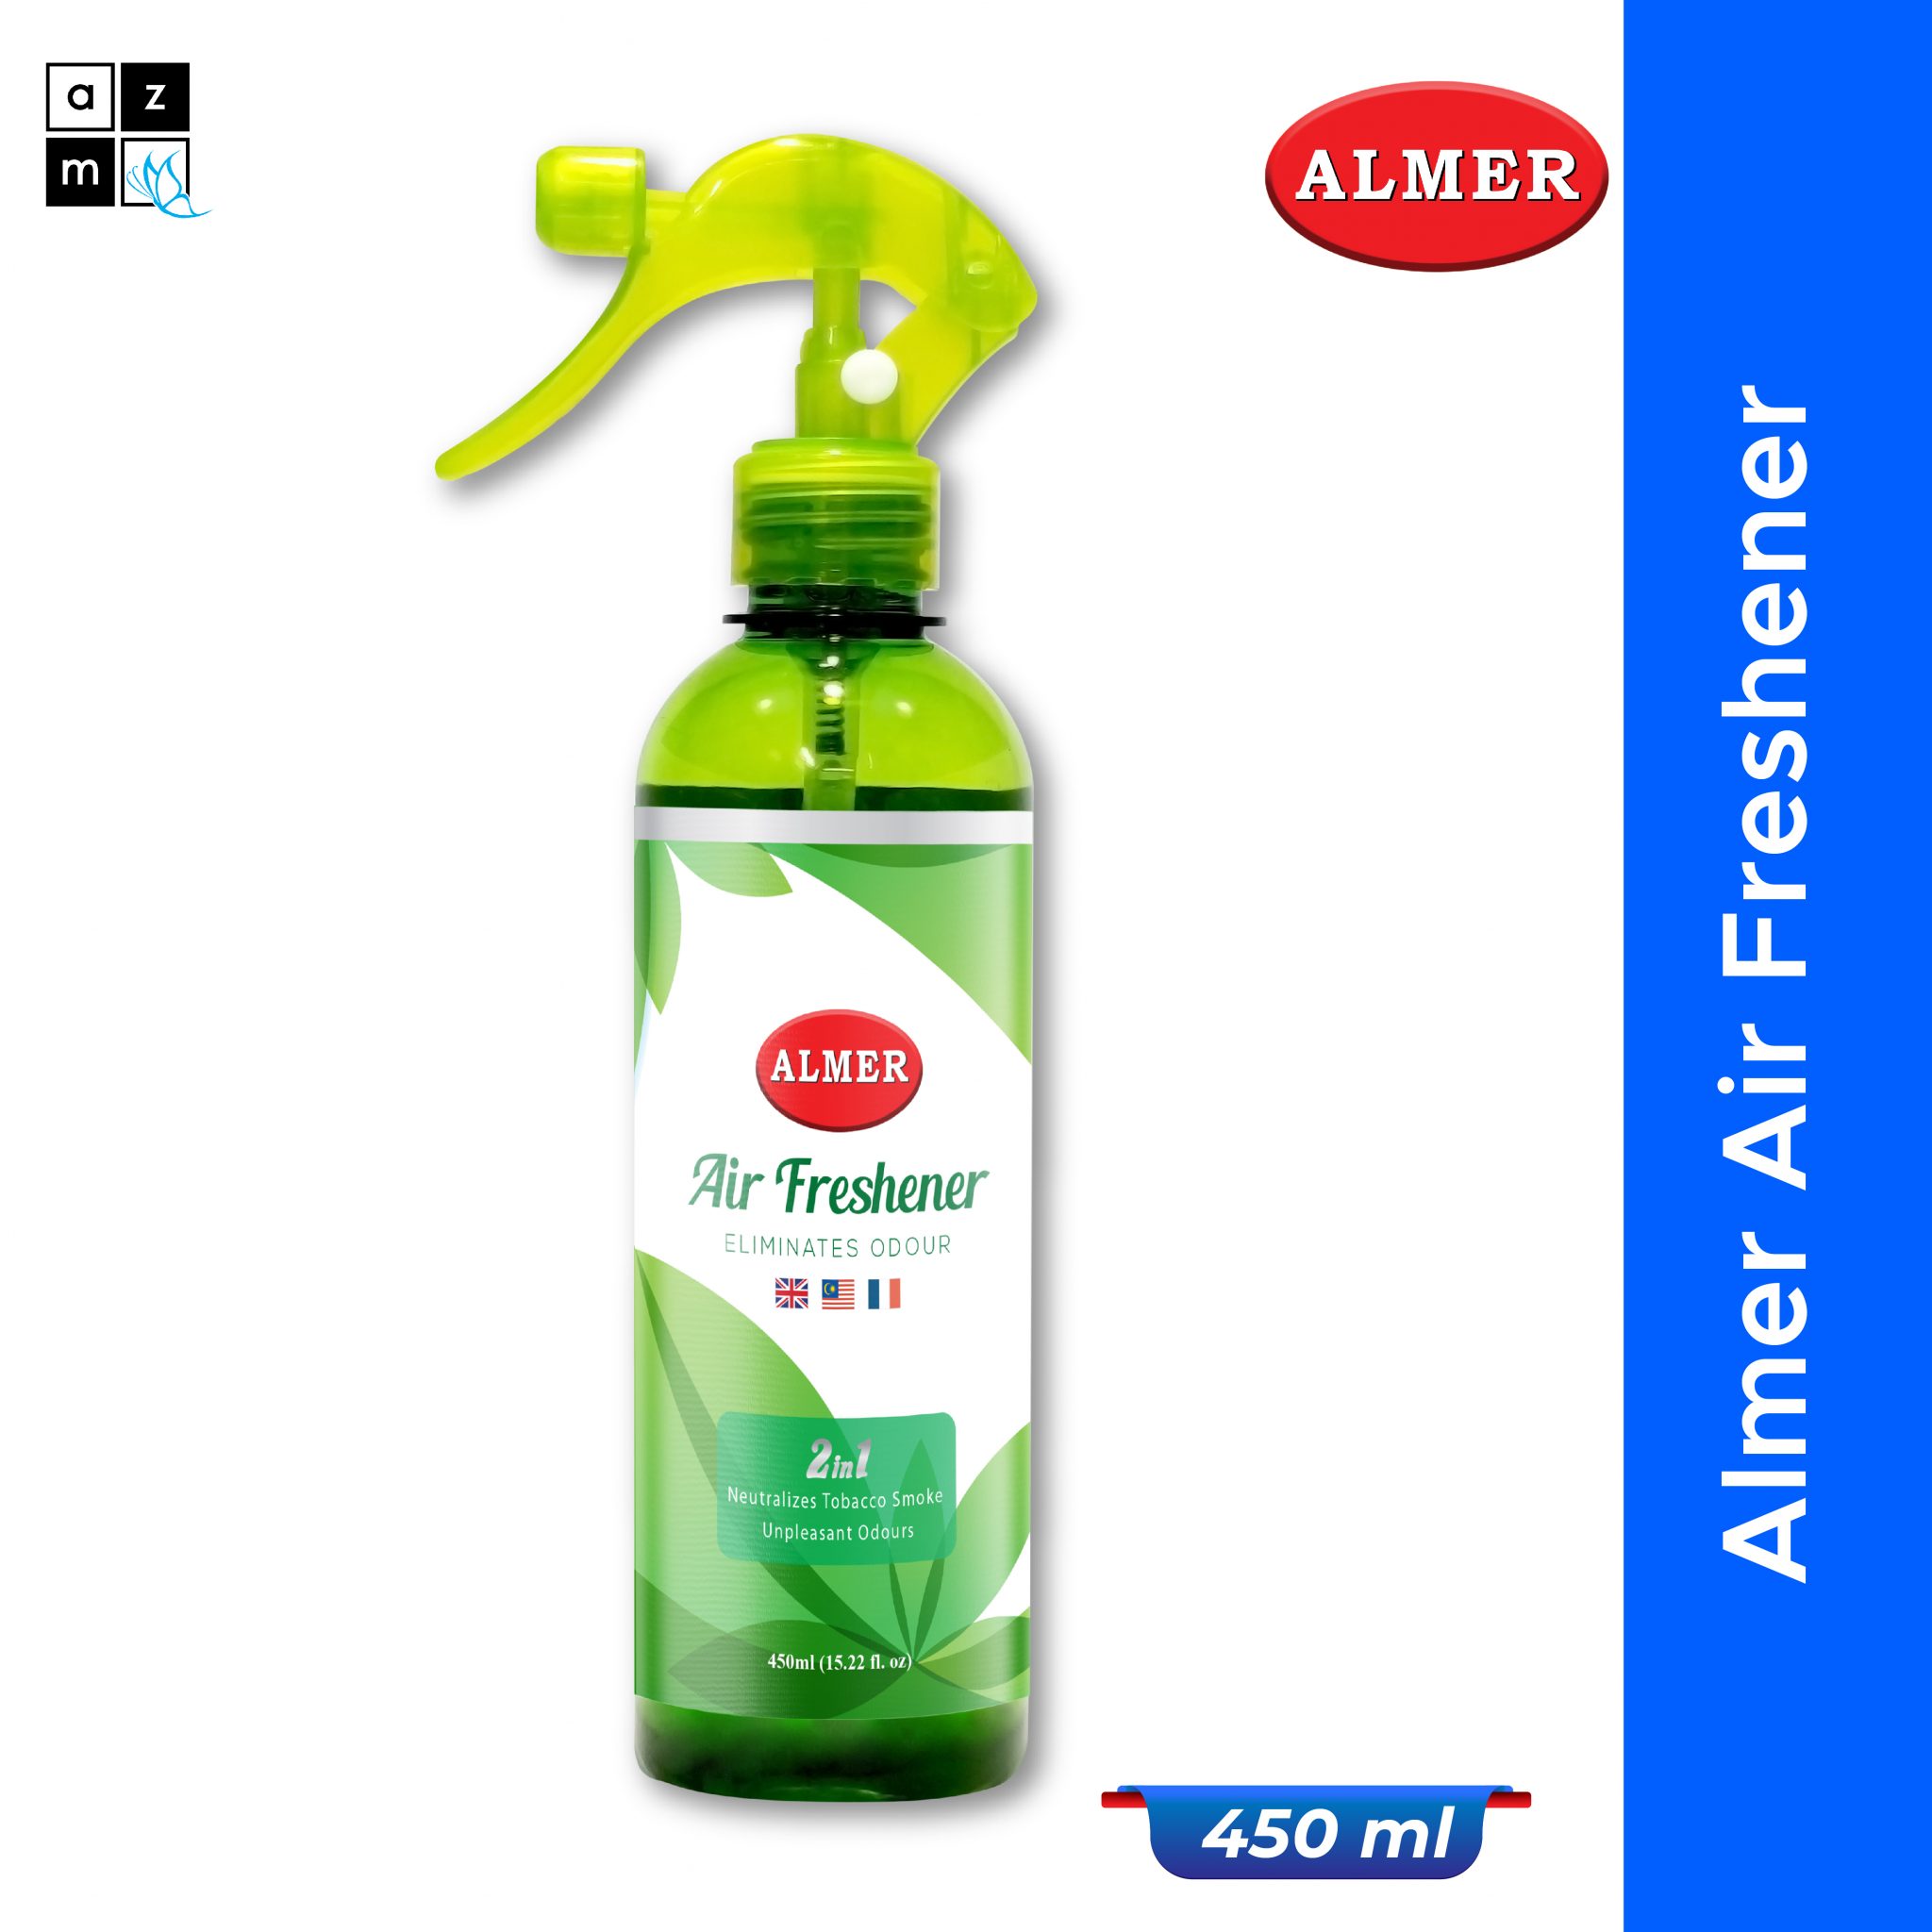 a z
m
ALMER
Almer Air Freshener
ALMER
Air Freshener
ELIMINATES ODOUR
2in1
Neutralizes Tobacco Smoke
Unpleasant Odours
450ml (15.22 fl. oz)
450 ml